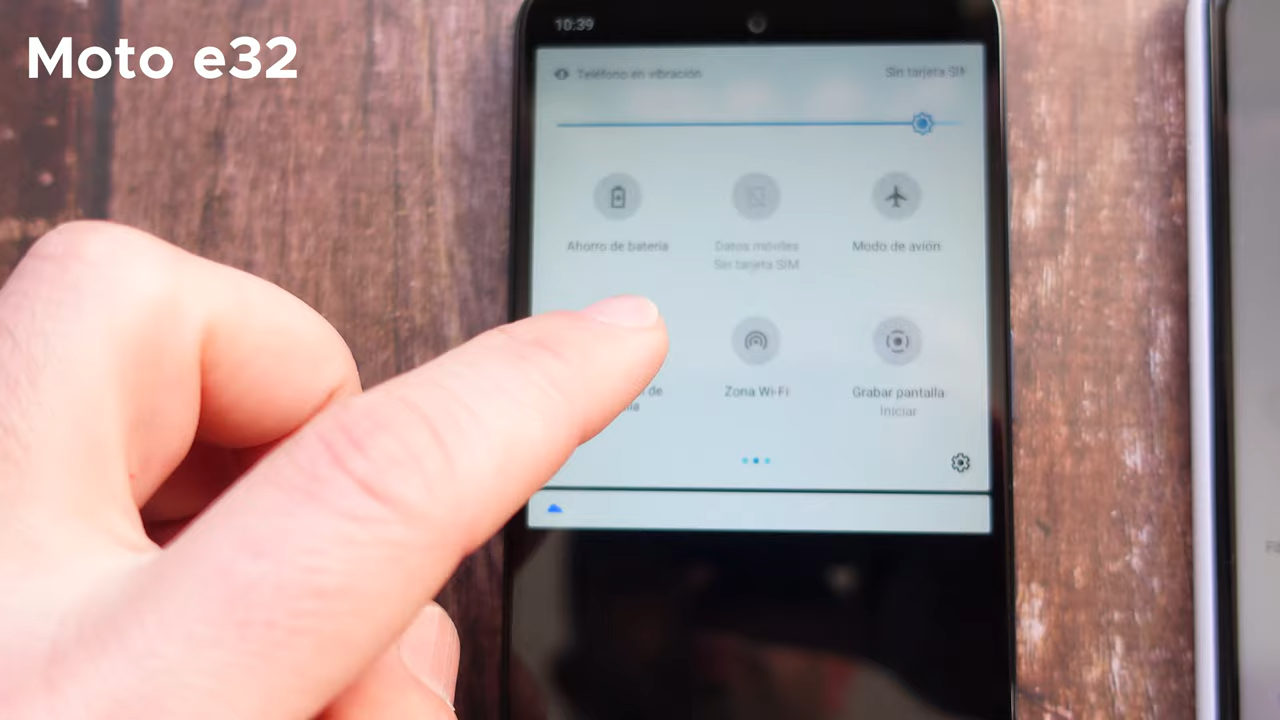 Moto e32
10:39
Teléfono en vibración
Sin tarjeta SIM
Ahorro de batería
Datos móviles
Sin tarjeta SIM
Modo de avión
de
Zona Wi-Fi
Grabar pantalla
Iniciar